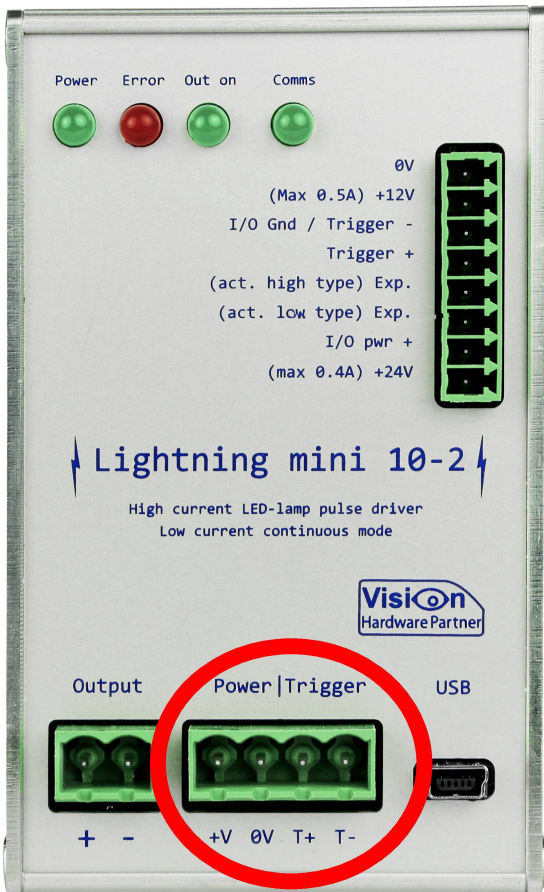 Power Error Out on Comms
0V
(Max 0.5A) +12V
I/O Gnd / Trigger -
Trigger +
(act. high type) Exp.
(act. low type) Exp.
I/O pwr +
(max 0.4A) +24V
Lightning mini 10-2
High current LED-lamp pulse driver
Low current continuous mode
Vision
Hardware Partner
Output Power|Trigger USB
+ - +V 0V T+ T-